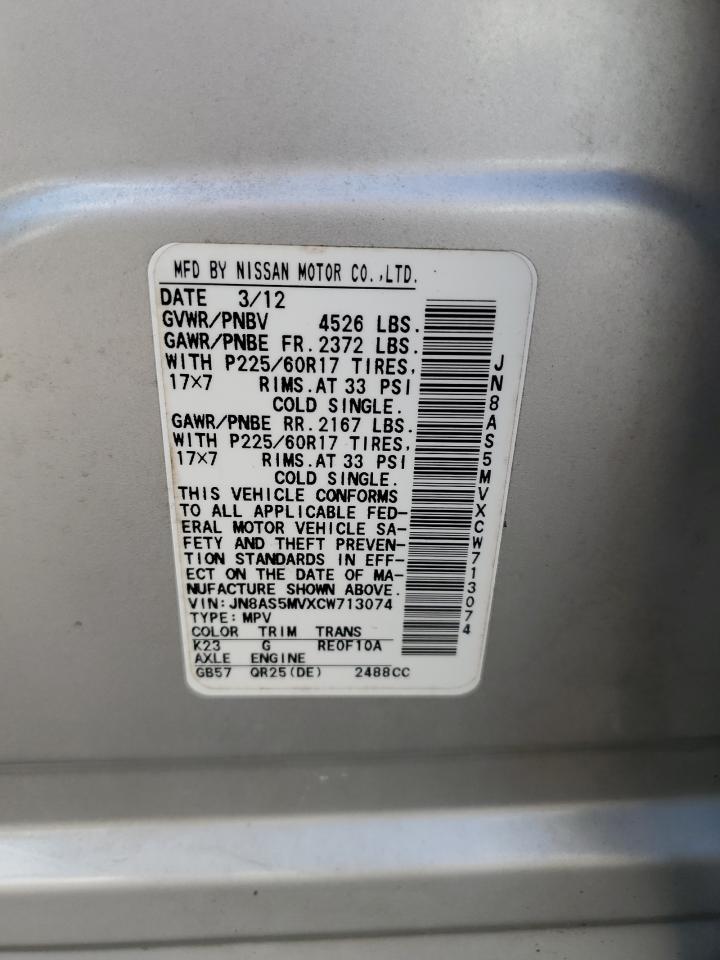 MFD BY NISSAN MOTOR CO.,LTD.
DATE 3/12
GVWR/PNBV 4526 LBS.
GAWR/PNBE FR. 2372 LBS.
WITH P225/60R17 TIRES,
17×7 RIMS. AT 33 PSI
COLD SINGLE.
GAWR/PNBE RR. 2167 LBS.
WITH P225/60R17 TIRES,
17×7 RIMS. AT 33 PSI
COLD SINGLE.
THIS VEHICLE CONFORMS
TO ALL APPLICABLE FED-
ERAL MOTOR VEHICLE SA-
FETY AND THEFT PREVEN-
TION STANDARDS IN EFF-
ECT ON THE DATE OF MA-
NUFACTURE SHOWN ABOVE.
VIN:JN8AS5MVXCW713074
TYPE: MPV
COLOR TRIM TRANS
K23 G RE0F10A
AXLE ENGINE
GB57 QR25(DE) 2488CC
JN8AS5MVXCW713074